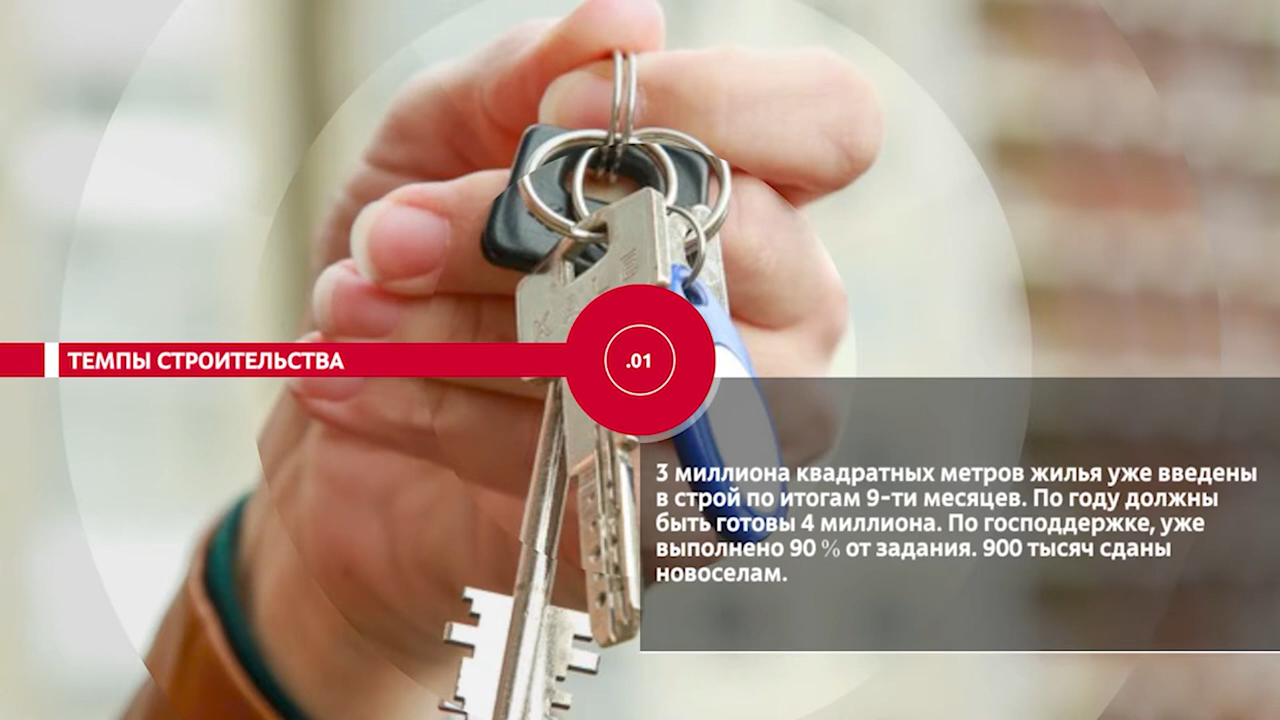 ТЕМПЫ СТРОИТЕЛЬСТВА
.01
3 миллиона квадратных метров жилья уже введены
в строй по итогам 9-ти месяцев. По году должны
быть готовы 4 миллиона. По господдержке, уже
выполнено 90 % от задания. 900 тысяч сданы
новоселам.